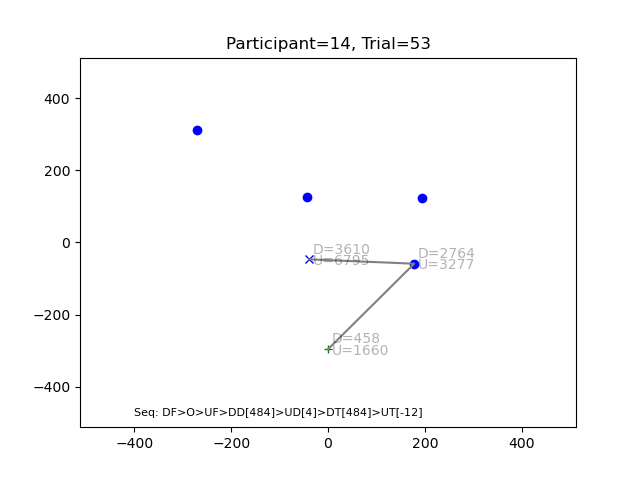 Participant=14, Trial=53
400
200
0
−200
−400
D=3610
U=6795
D=2764
U=3277
D=458
U=1660
Seq: DF>O>UF>DD[484]>UD[4]>DT[484]>UT[-12]
−400 −200 0 200 400